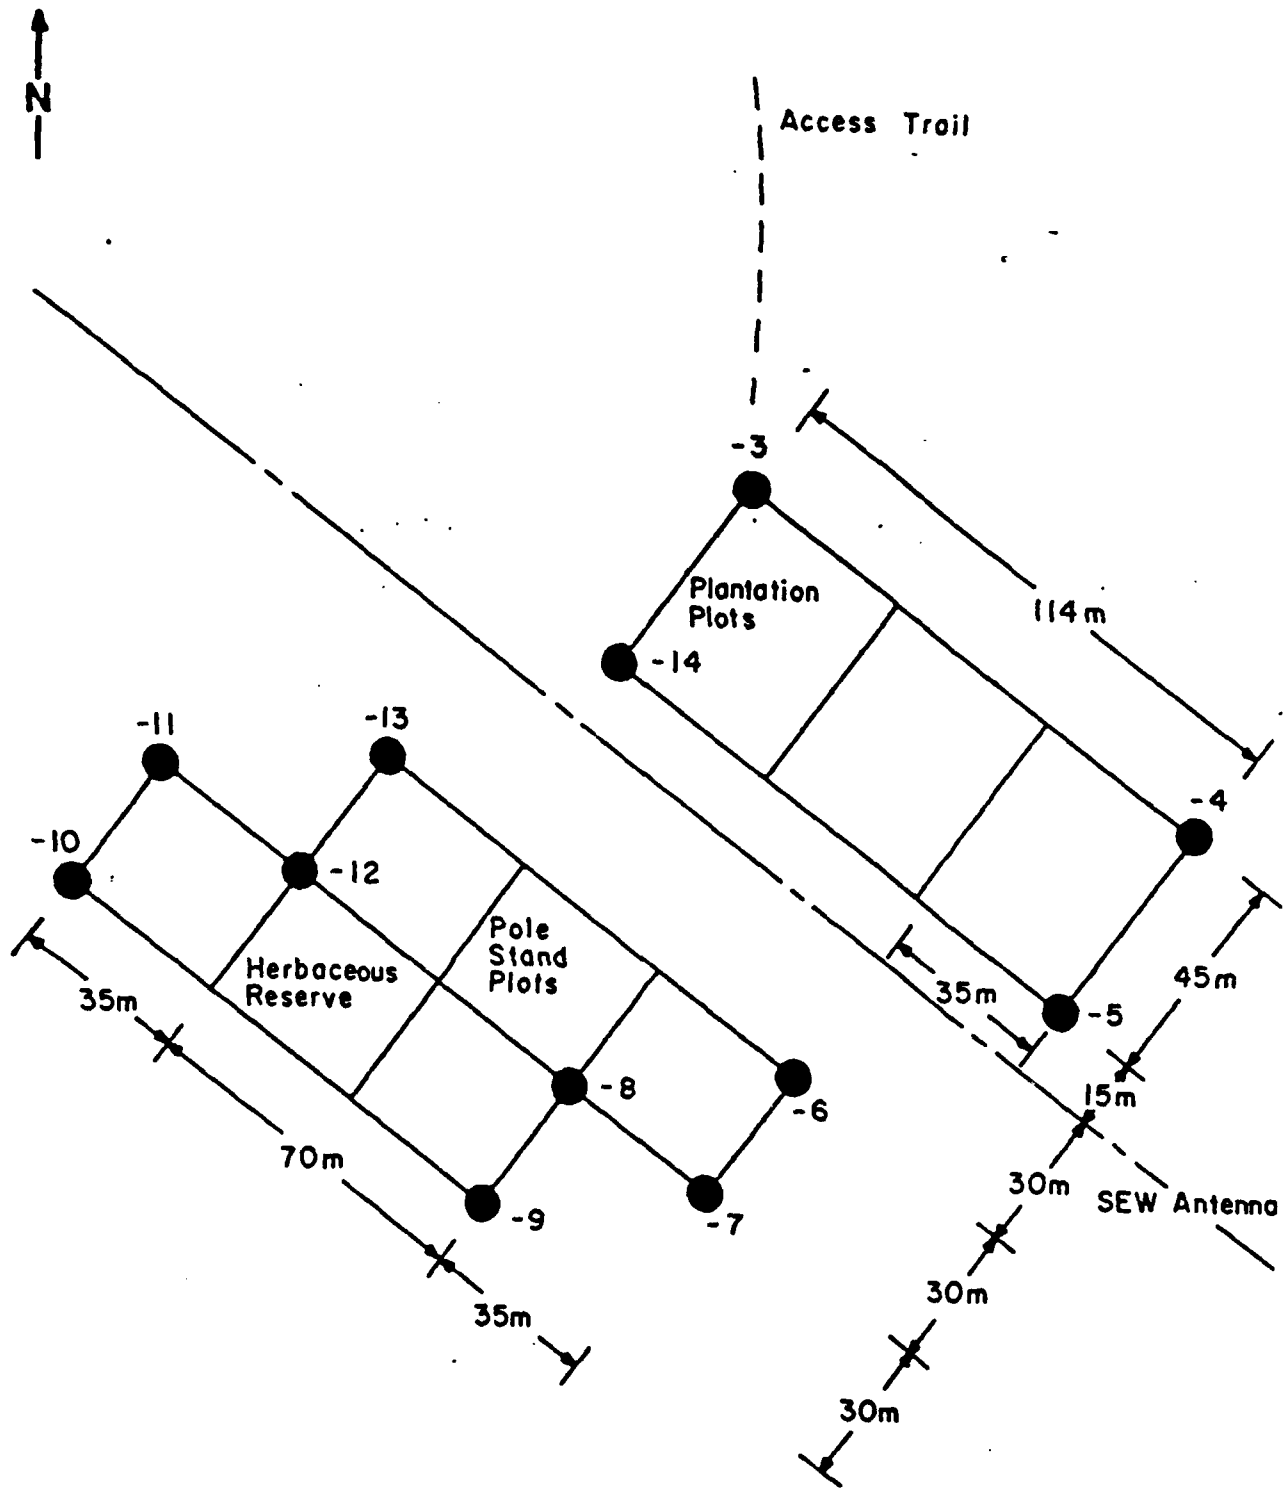 N
Access Trail
-3
114m
Plantation
Plots
-14
-11
-13
-4
-10
-12
Pole
Stand
Plots
Herbaceous
Reserve
35m
35m
45m
-5
-8
15m
-6
70m
30m
SEW Antenna
-9
-7
30m
35m
30m